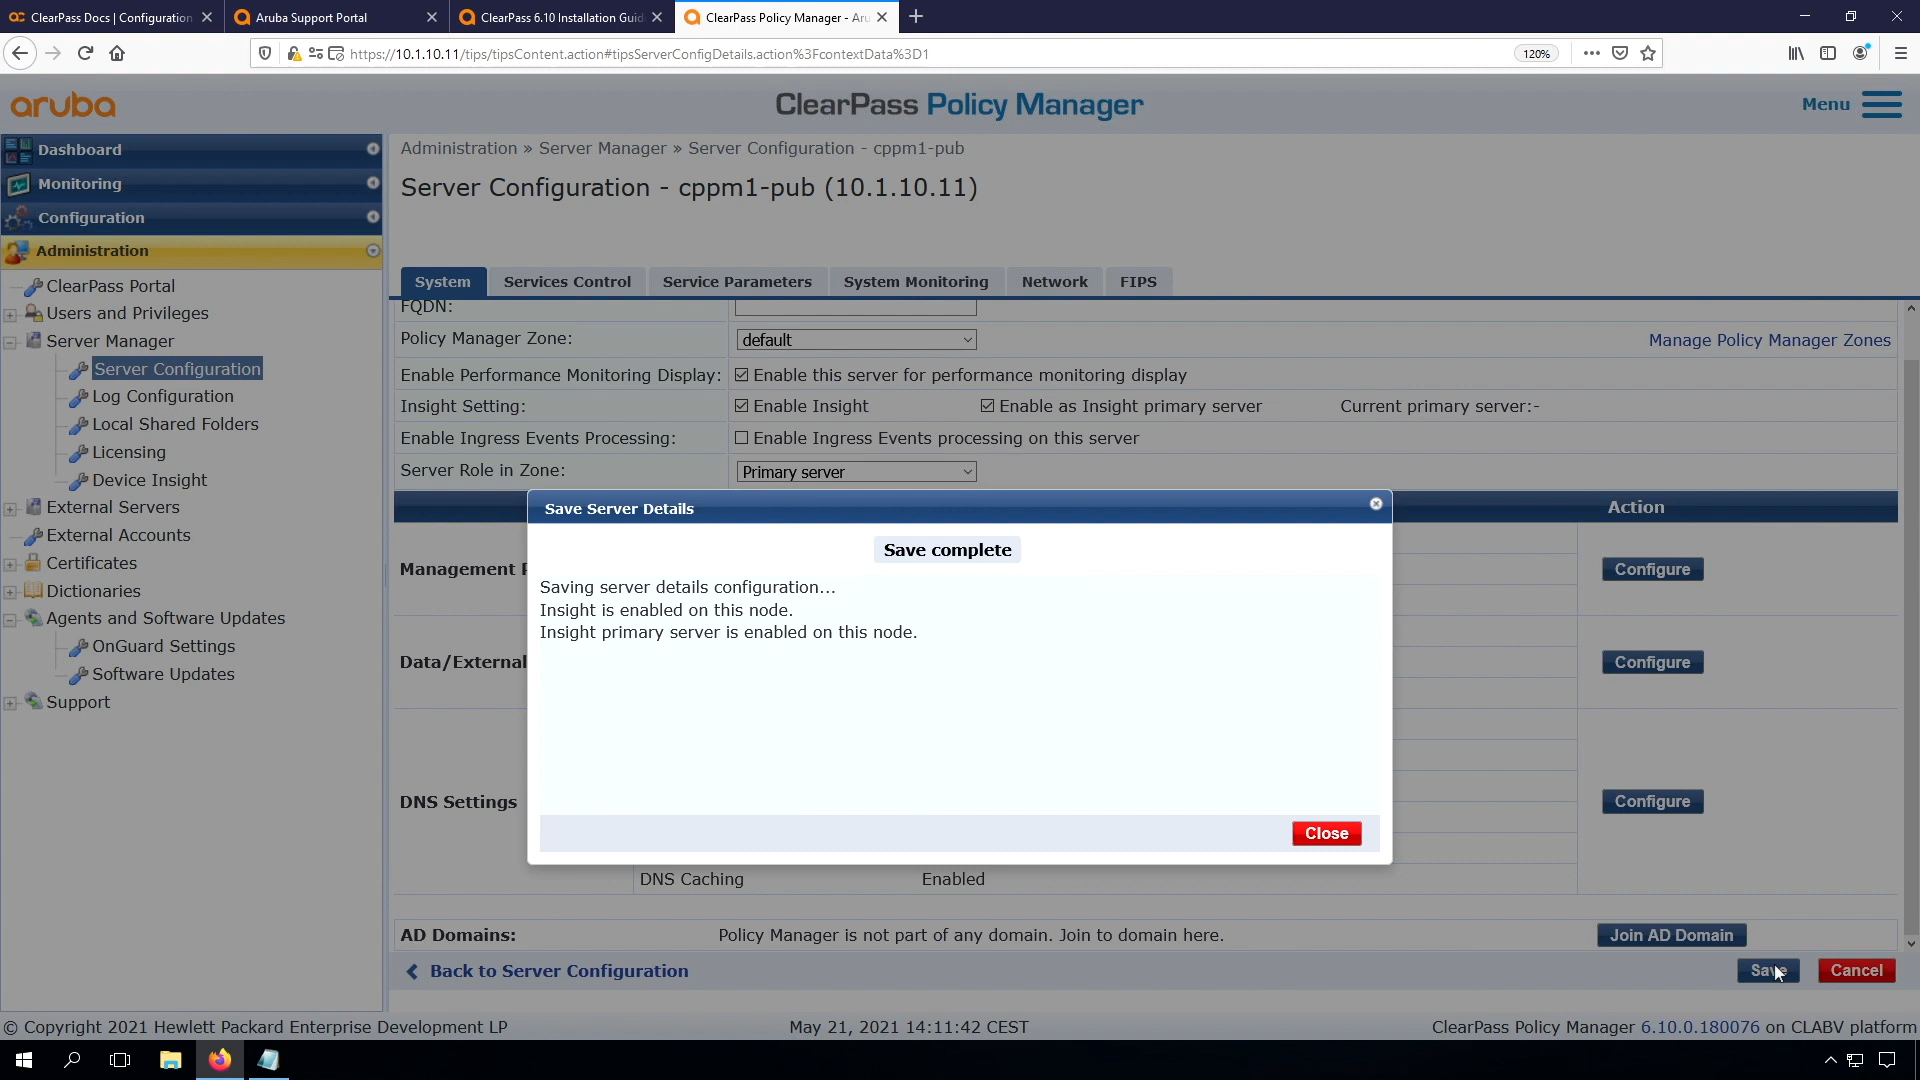 ClearPass Docs | Configuration
Aruba Support Portal
ClearPass 6.10 Installation Guid
ClearPass Policy Manager - Aru
https://10.1.10.11/tips/tipsContent.action#tipsServerConfigDetails.action%3FcontextData%3D1
120%
aruba
ClearPass Policy Manager
Menu
Dashboard
Monitoring
Configuration
Administration
ClearPass Portal
Users and Privileges
Server Manager
Server Configuration
Log Configuration
Local Shared Folders
Licensing
Device Insight
External Servers
External Accounts
Certificates
Dictionaries
Agents and Software Updates
OnGuard Settings
Software Updates
Support
Administration » Server Manager » Server Configuration - cppm1-pub
Server Configuration - cppm1-pub (10.1.10.11)
System Services Control Service Parameters System Monitoring Network FIPS
FQDN:
Policy Manager Zone: default Manage Policy Manager Zones
Enable Performance Monitoring Display: Enable this server for performance monitoring display
Insight Setting: Enable Insight Enable as Insight primary server Current primary server:-
Enable Ingress Events Processing: Enable Ingress Events processing on this server
Server Role in Zone: Primary server
Action
Save Server Details
Save complete
Saving server details configuration...
Insight is enabled on this node.
Insight primary server is enabled on this node.
Close
Management P
Configure
Data/External
Configure
DNS Settings
Configure
DNS Caching Enabled
AD Domains: Policy Manager is not part of any domain. Join to domain here. Join AD Domain
Back to Server Configuration Save Cancel
© Copyright 2021 Hewlett Packard Enterprise Development LP May 21, 2021 14:11:42 CEST ClearPass Policy Manager 6.10.0.180076 on CLABV platform